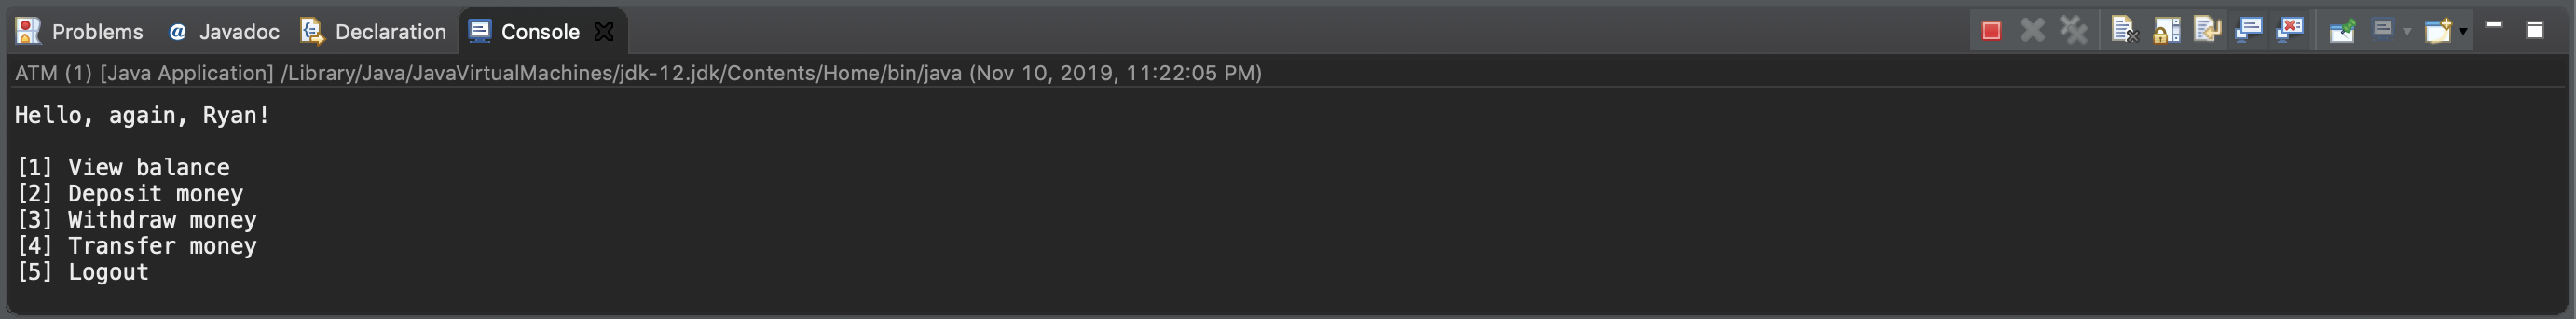 Problems @ Javadoc Declaration Console
ATM (1) [Java Application] /Library/Java/JavaVirtualMachines/jdk-12.jdk/Contents/Home/bin/java (Nov 10, 2019, 11:22:05 PM)
Hello, again, Ryan!
[1] View balance
[2] Deposit money
[3] Withdraw money
[4] Transfer money
[5] Logout